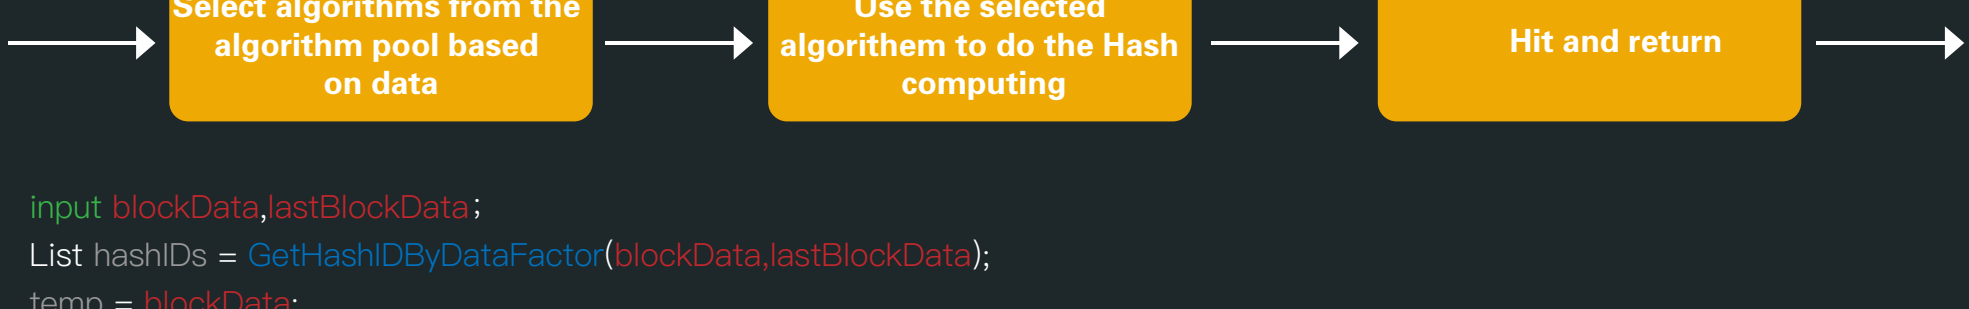 Select algorithms from the
algorithm pool based
on data
Use the selected
algorithem to do the Hash
computing
Hit and return
input blockData,lastBlockData;
List hashIDs = GetHashIDByDataFactor(blockData,lastBlockData);
temp = blockData;